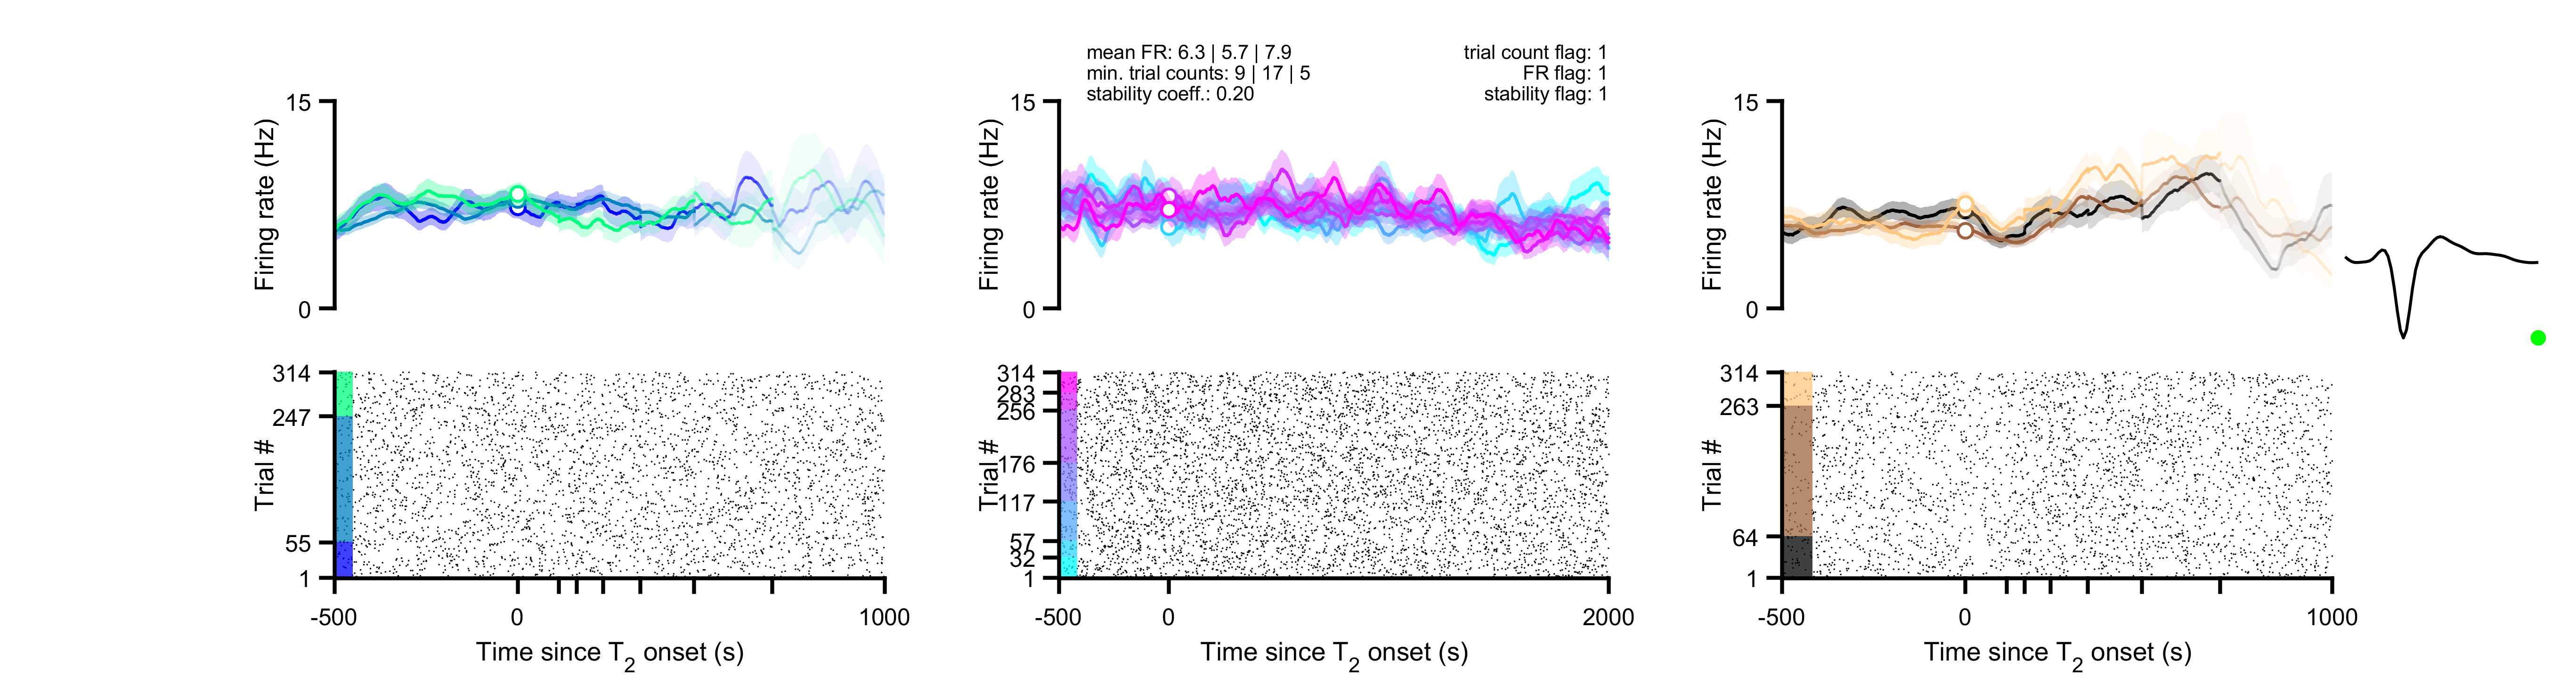 mean FR: 6.3 | 5.7 | 7.9
min. trial counts: 9 | 17 | 5
stability coeff.: 0.20
trial count flag: 1
FR flag: 1
stability flag: 1
15
0
Firing rate (Hz)
15
0
Firing rate (Hz)
15
0
Firing rate (Hz)
314
247
55
1
Trial #
-500
0
1000
Time since T2 onset (s)
314
283
256
176
117
57
32
1
Trial #
-500
0
2000
Time since T2 onset (s)
314
263
64
1
Trial #
-500
0
1000
Time since T2 onset (s)